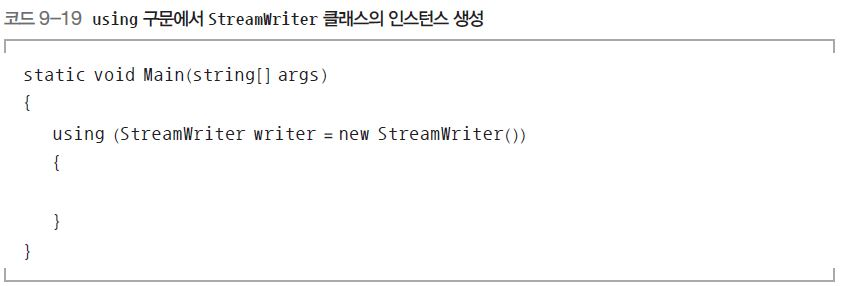 코드 9-19 using 구문에서 StreamWriter 클래스의 인스턴스 생성
static void Main(string[] args)
{
using (StreamWriter writer = new StreamWriter())
{
}
}